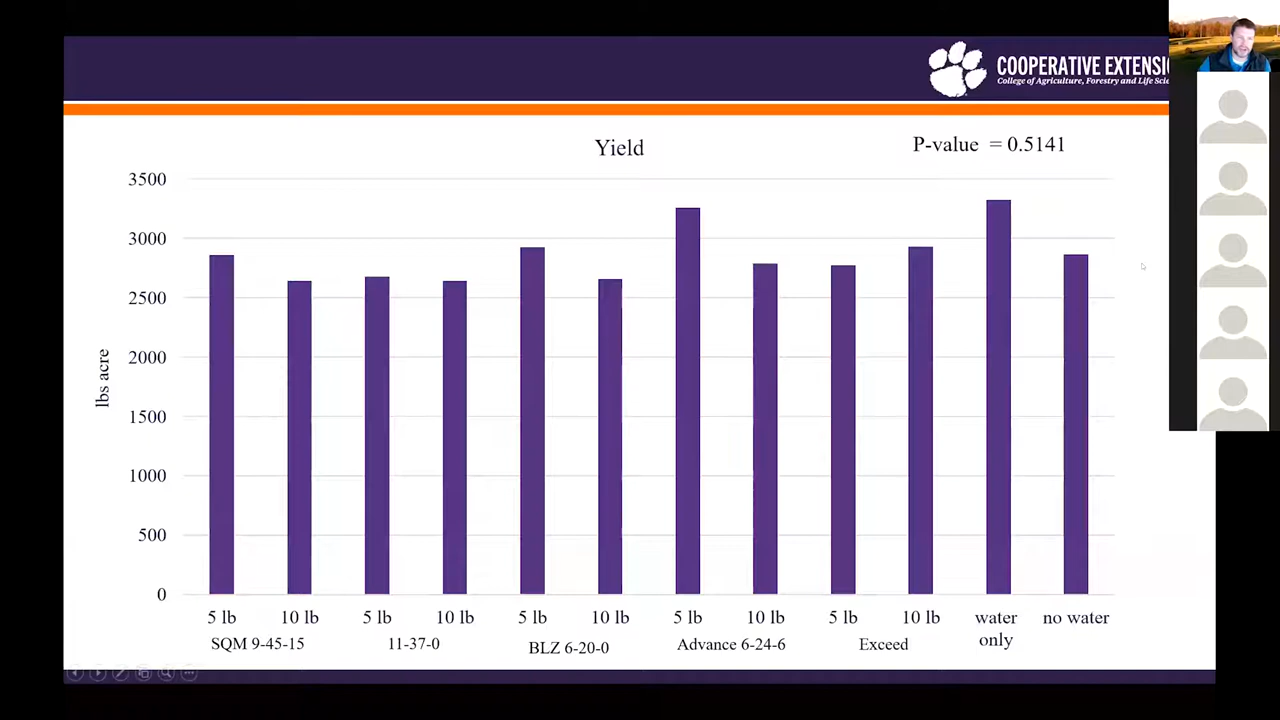 COOPERATIVE EXTENSI
College of Agriculture, Forestry and Life Sci
Yield
P-value = 0.5141
3500
3000
2500
2000
1500
1000
500
0
lbs acre
5 lb 10 lb 5 lb 10 lb 5 lb 10 lb 5 lb 10 lb 5 lb 10 lb water only no water
SQM 9-45-15 11-37-0 BLZ 6-20-0 Advance 6-24-6 Exceed